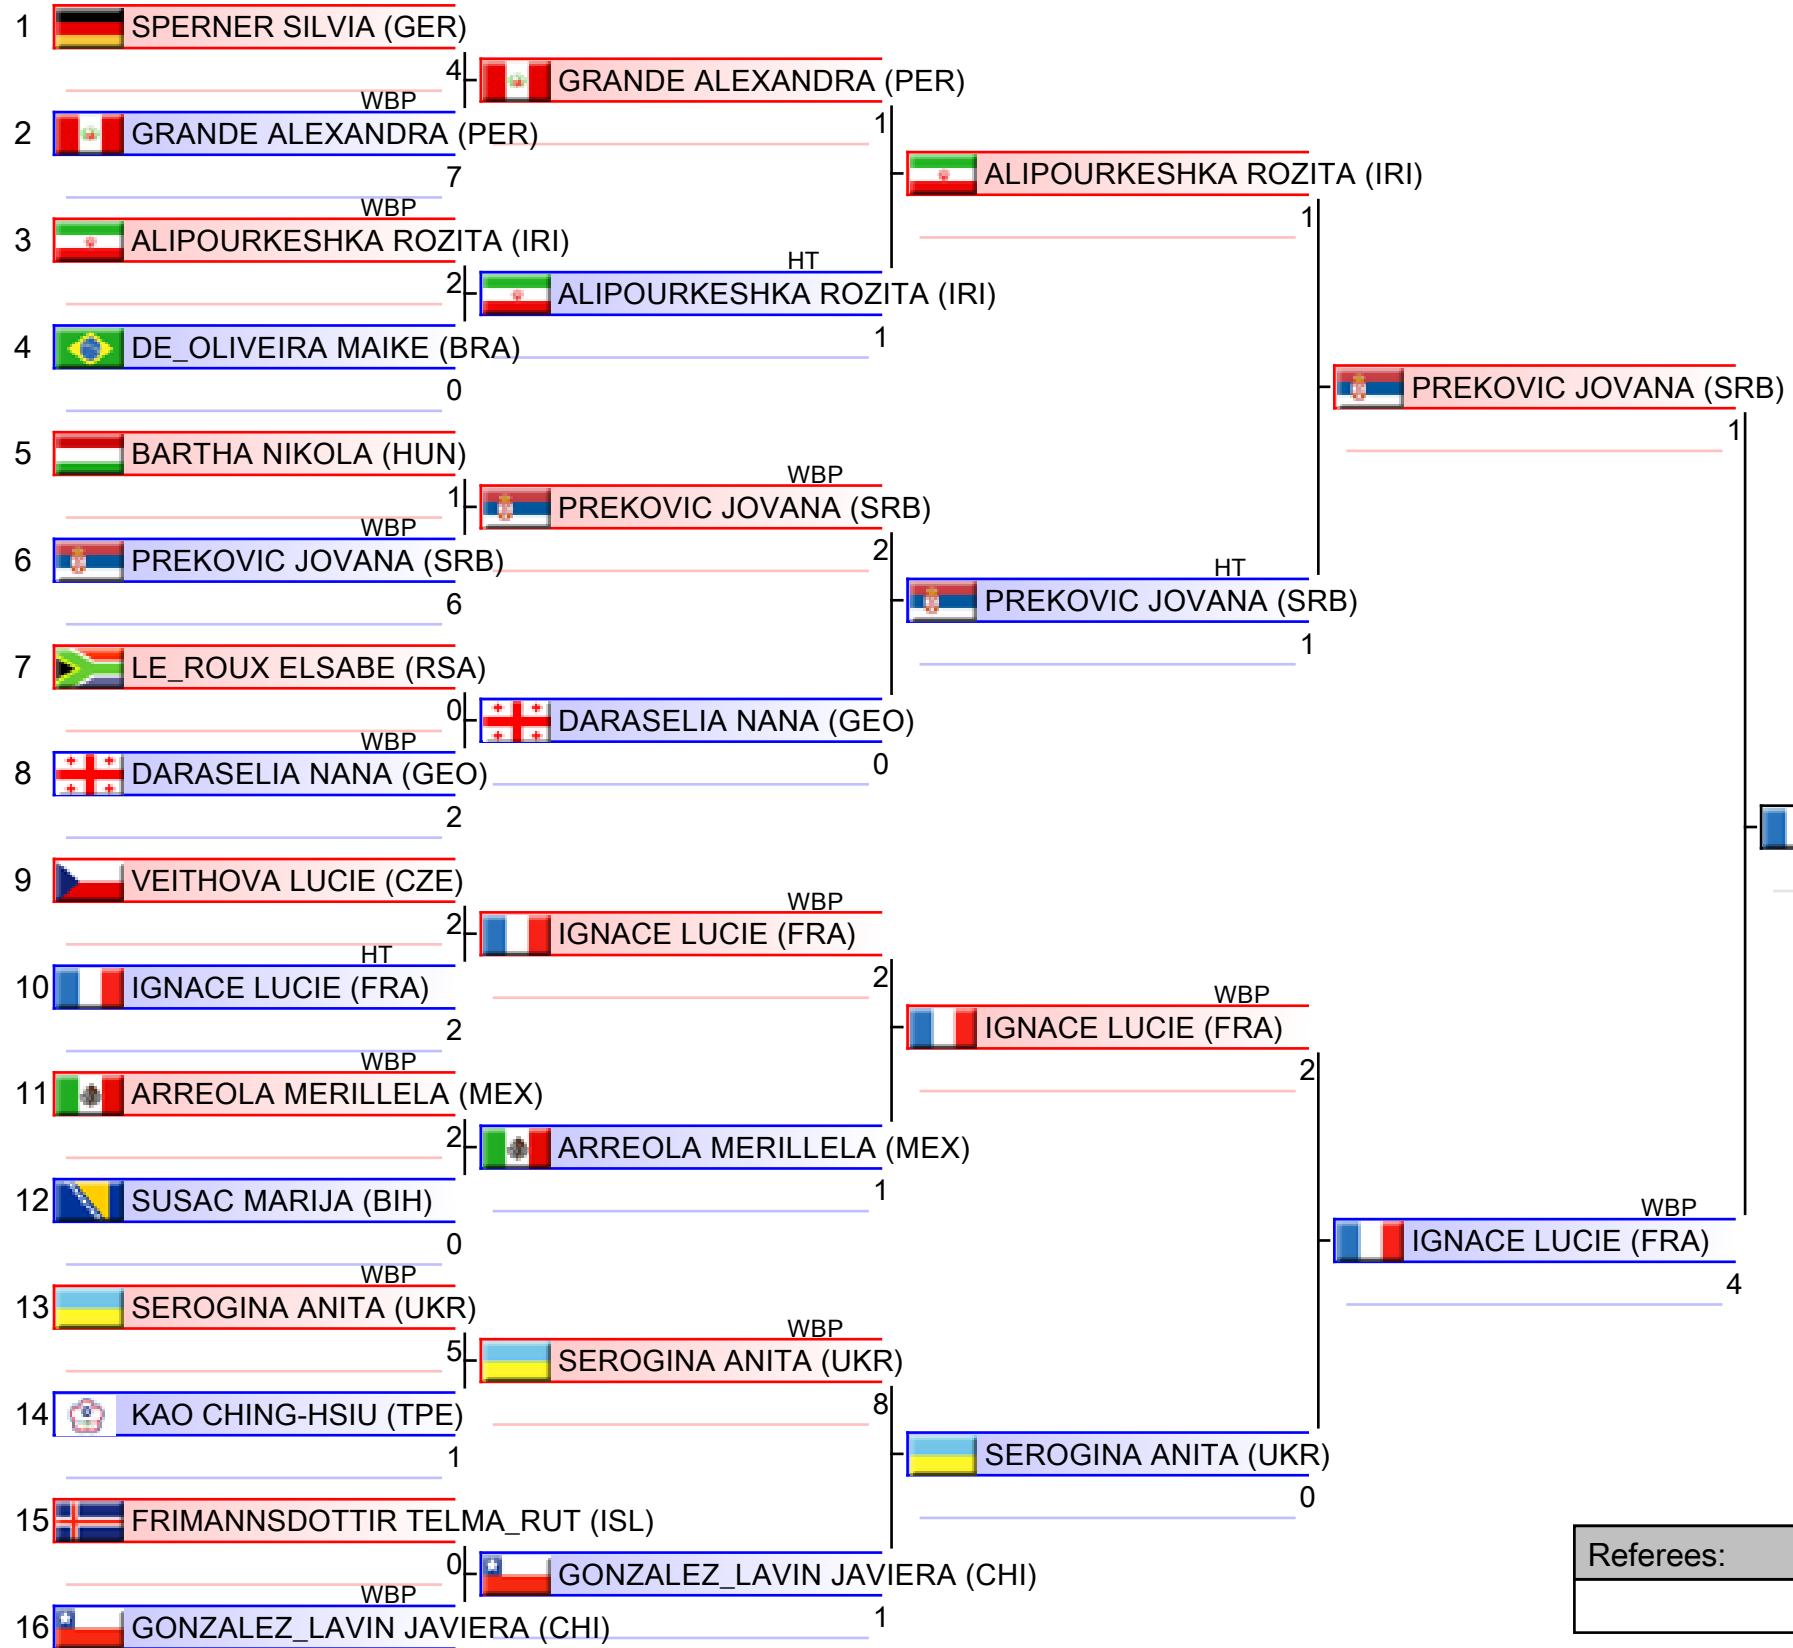 1 SPERNER SILVIA (GER)
4
WBP
2 GRANDE ALEXANDRA (PER)
7
WBP
3 ALIPOURKESHKA ROZITA (IRI)
2
4 DE_OLIVEIRA MAIKE (BRA)
0
5 BARTHA NIKOLA (HUN)
1
WBP
6 PREKOVIC JOVANA (SRB)
6
7 LE_ROUX ELSABE (RSA)
0
WBP
8 DARASELIA NANA (GEO)
2
9 VEITHOVA LUCIE (CZE)
2
HT
10 IGNACE LUCIE (FRA)
2
WBP
11 ARREOLA MERILLELA (MEX)
2
12 SUSAC MARIJA (BIH)
0
WBP
13 SEROGINA ANITA (UKR)
5
14 KAO CHING-HSIU (TPE)
1
15 FRIMANNSDOTTIR TELMA_RUT (ISL)
0
WBP
16 GONZALEZ_LAVIN JAVIERA (CHI)
GRANDE ALEXANDRA (PER)
1
HT
ALIPOURKESHKA ROZITA (IRI)
1
WBP
PREKOVIC JOVANA (SRB)
2
DARASELIA NANA (GEO)
0
WBP
IGNACE LUCIE (FRA)
2
ARREOLA MERILLELA (MEX)
1
WBP
SEROGINA ANITA (UKR)
8
GONZALEZ_LAVIN JAVIERA (CHI)
1
ALIPOURKESHKA ROZITA (IRI)
1
HT
PREKOVIC JOVANA (SRB)
1
WBP
IGNACE LUCIE (FRA)
2
SEROGINA ANITA (UKR)
0
PREKOVIC JOVANA (SRB)
1
WBP
IGNACE LUCIE (FRA)
4
Referees: